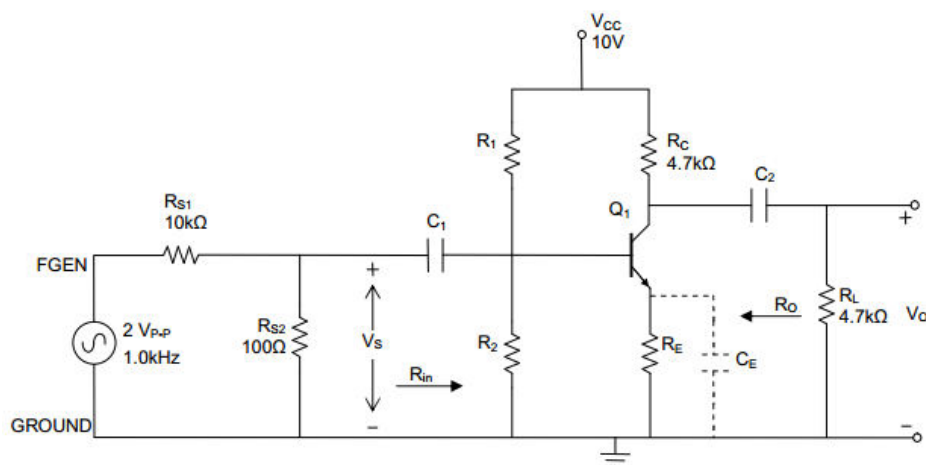 VCC
10V
R1
RC
4.7kΩ
C2
RS1
10kΩ
C1
Q1
+
FGEN
+
2 VP-P
1.0kHz
RS2
100Ω
VS
Rin
R2
RE
CE
RO
RL
4.7kΩ
VO
GROUND
−
−